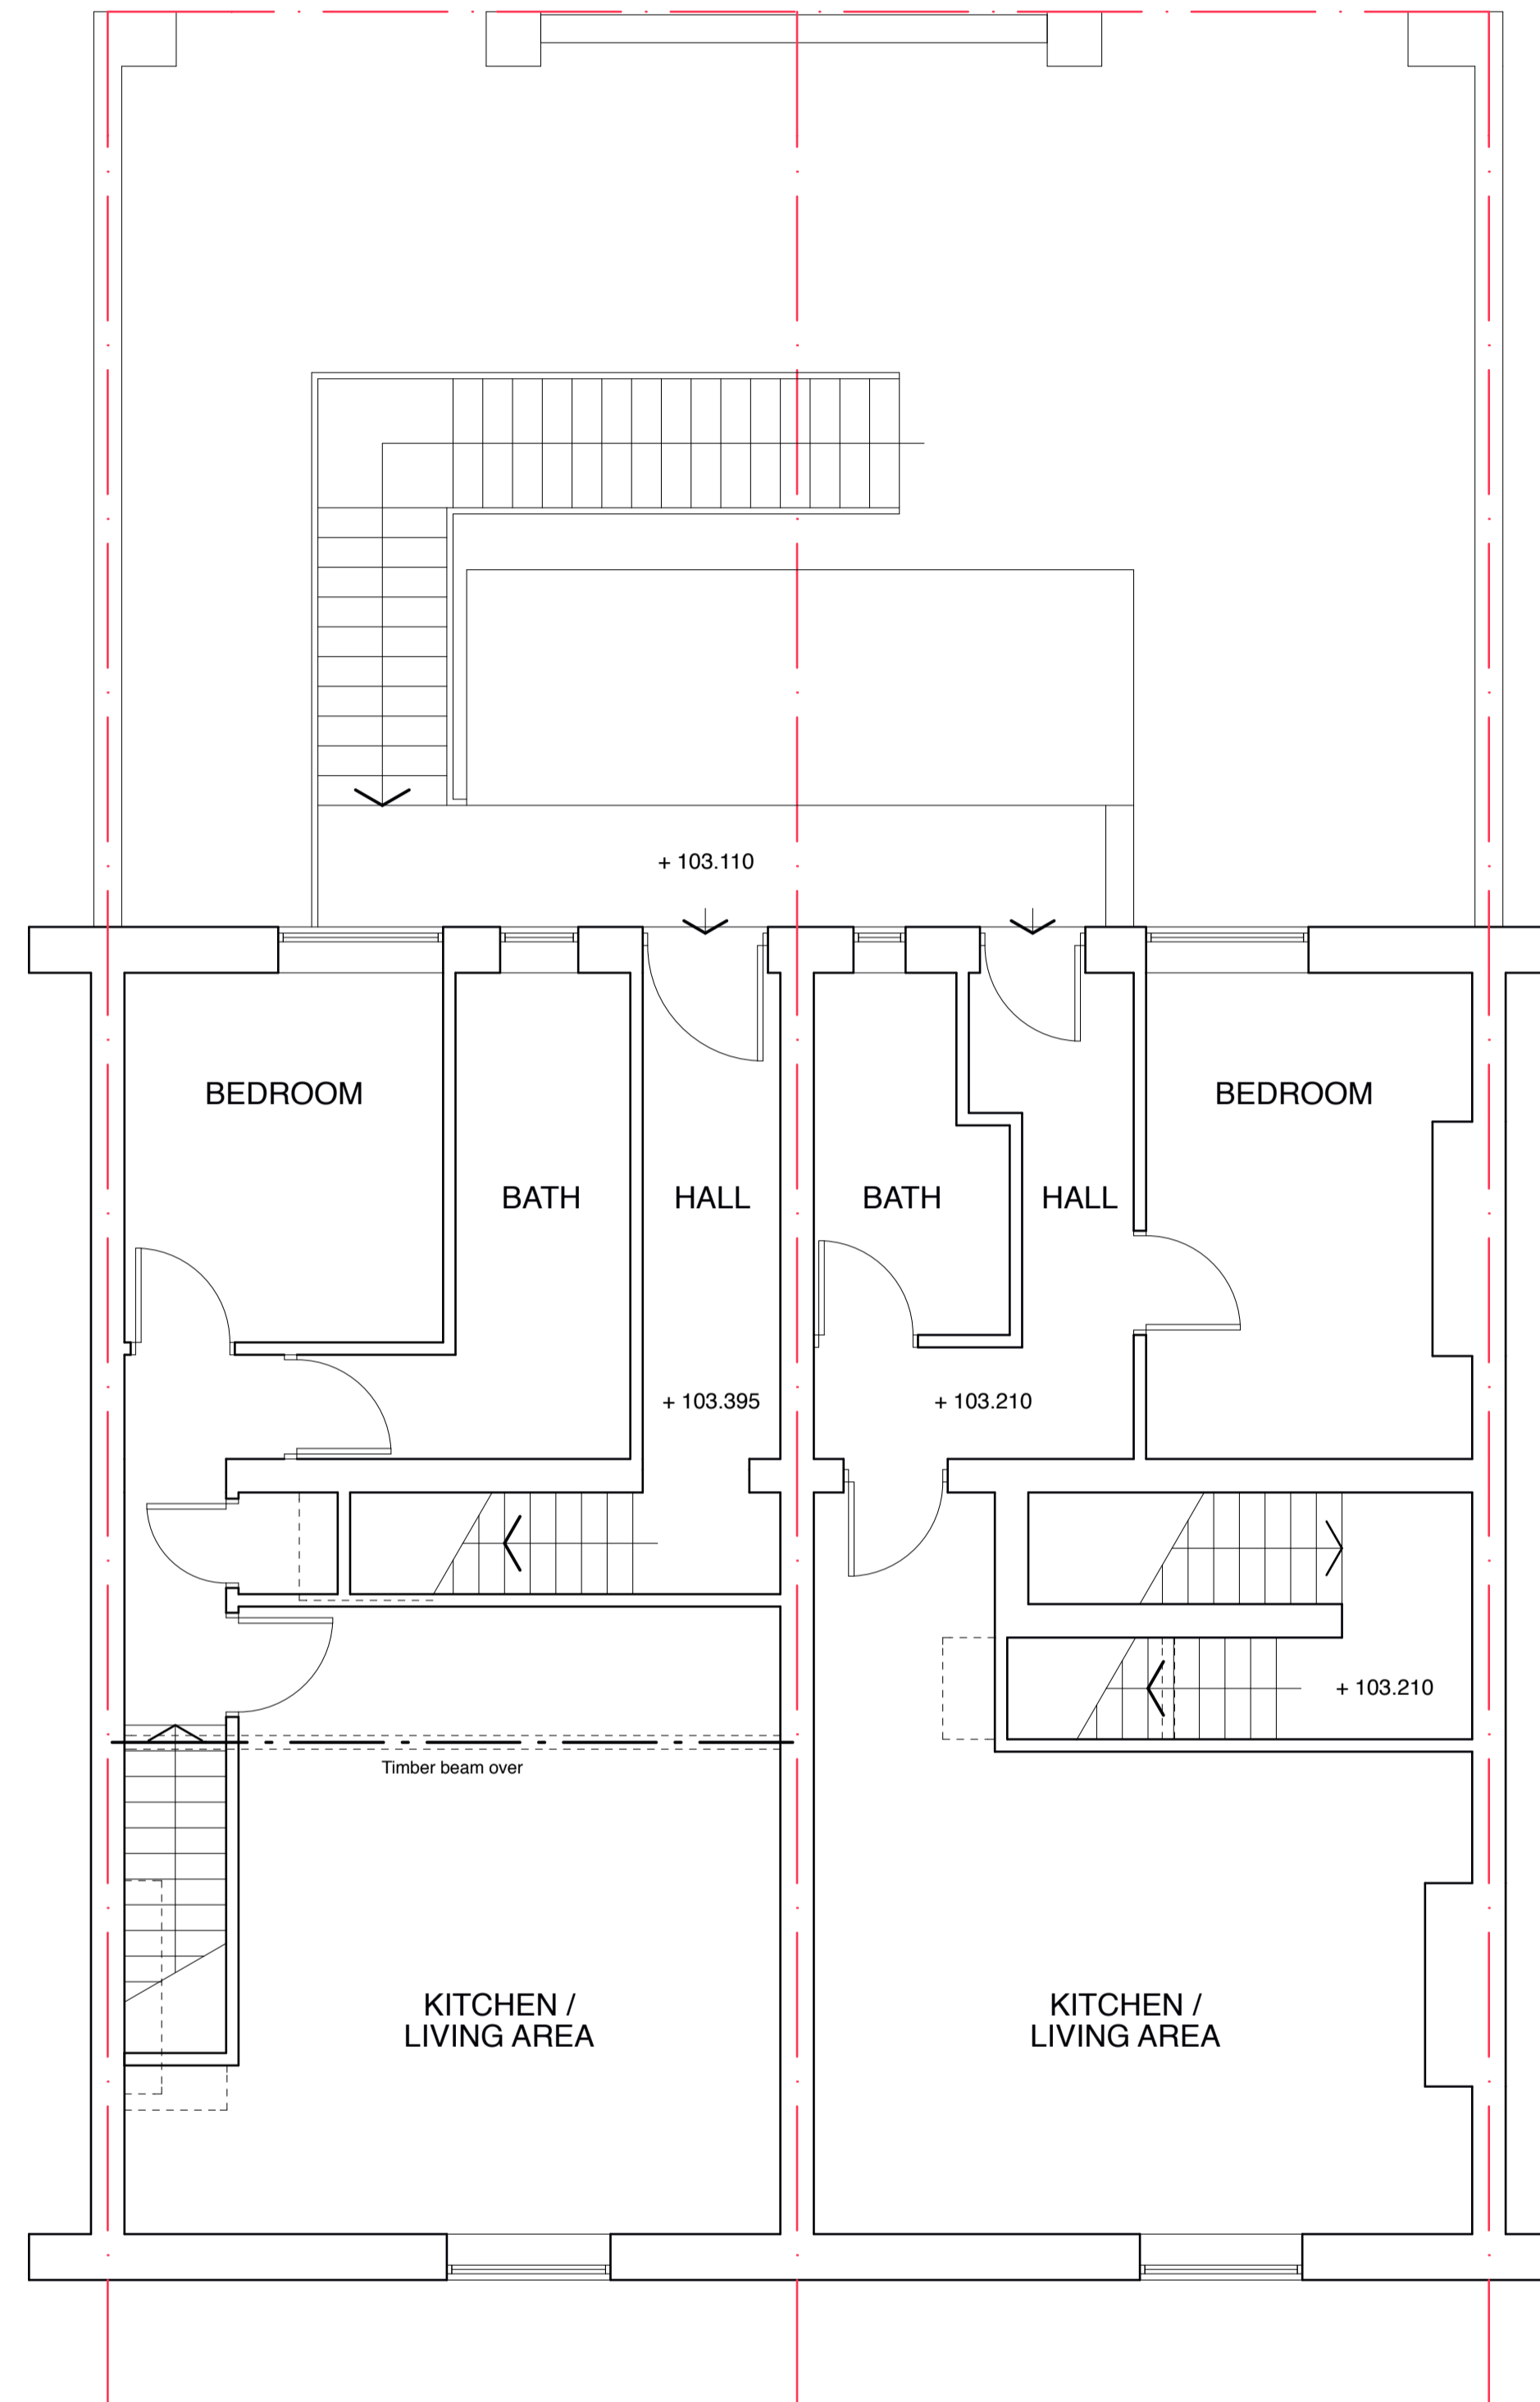 + 103.110
BEDROOM
BEDROOM
BATH
HALL
BATH
HALL
+ 103.395
+ 103.210
+ 103.210
Timber beam over
KITCHEN /
LIVING AREA
KITCHEN /
LIVING AREA